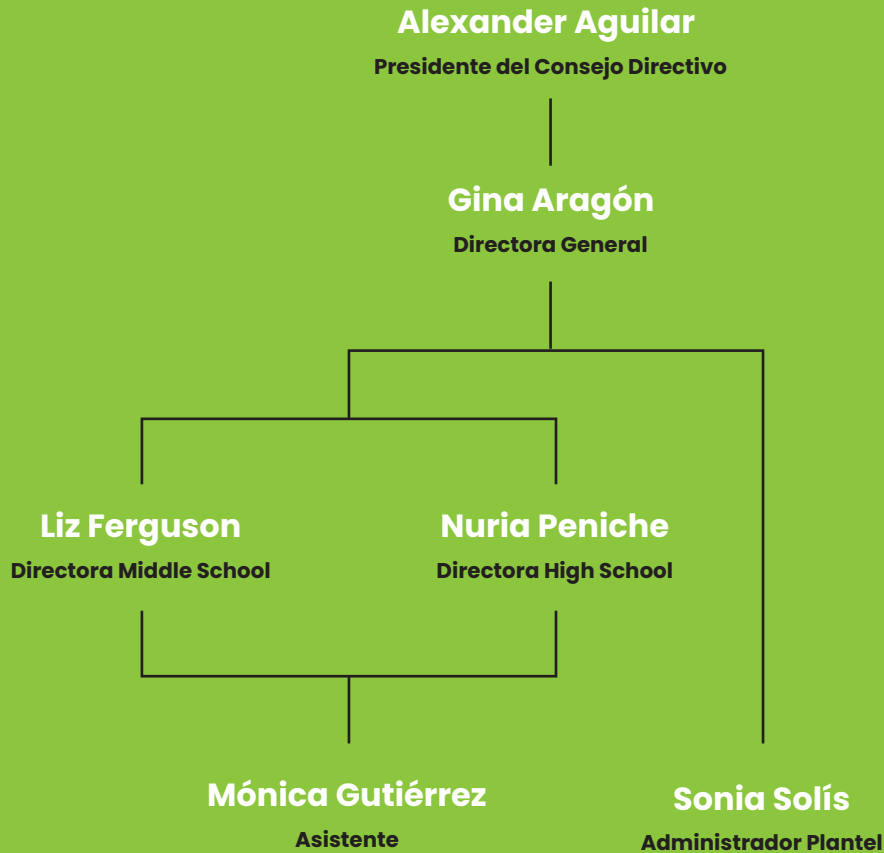 Alexander Aguilar
Presidente del Consejo Directivo
Gina Aragón
Directora General
Liz Ferguson
Directora Middle School
Nuria Peniche
Directora High School
Mónica Gutiérrez
Asistente
Sonia Solís
Administrador Plantel